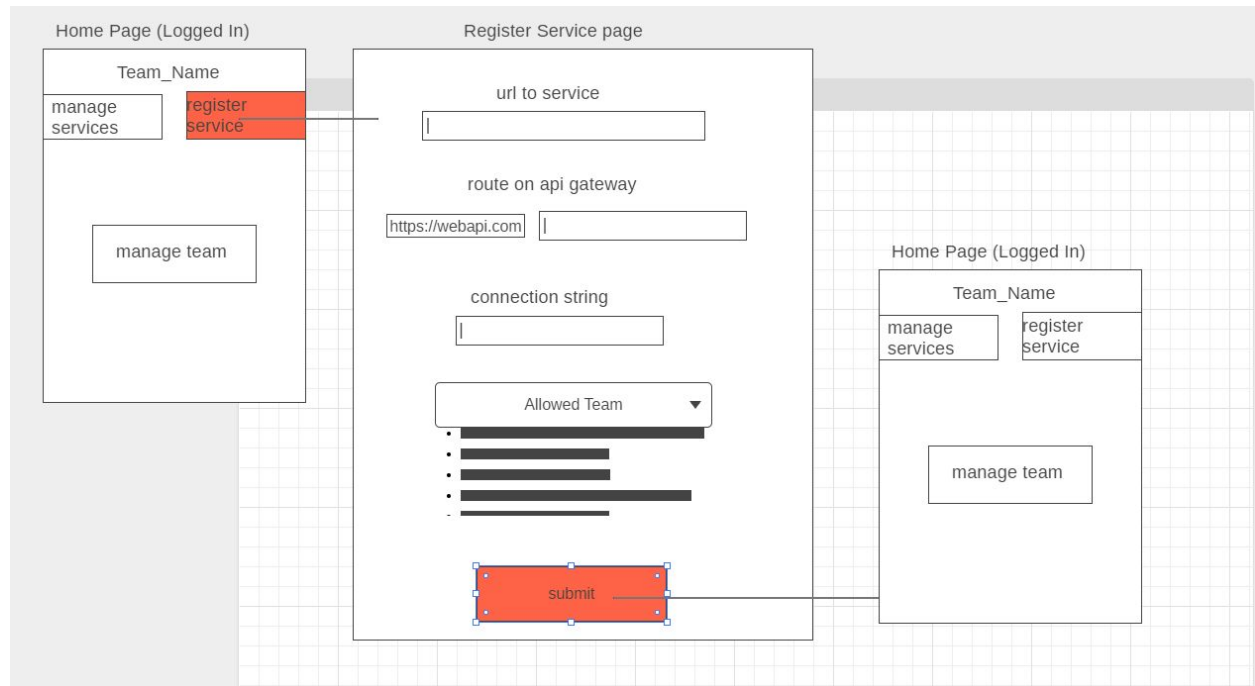 Home Page (Logged In)
Team_Name
manage
services
register
service
manage team
Register Service page
url to service
route on api gateway
https://webapi.com
connection string
Allowed Team
submit
Home Page (Logged In)
Team_Name
manage
services
register
service
manage team